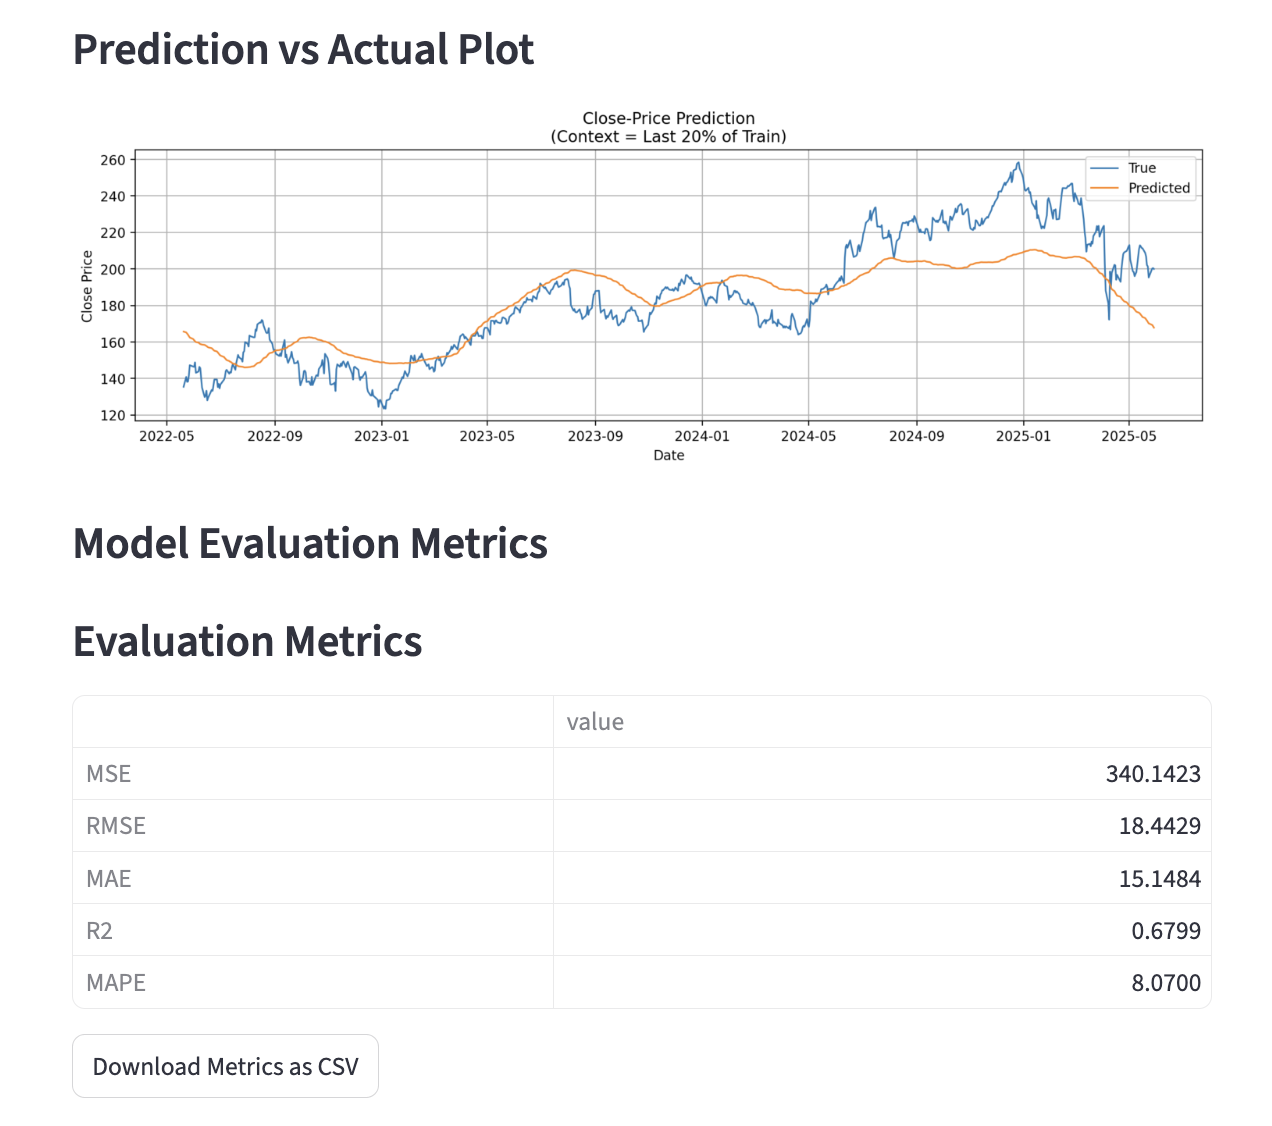 Prediction vs Actual Plot
Close-Price Prediction
(Context = Last 20% of Train)
True
Predicted
260
240
220
200
180
160
140
120
Close Price
2022-05 2022-09 2023-01 2023-05 2023-09 2024-01 2024-05 2024-09 2025-01 2025-05
Date
Model Evaluation Metrics
Evaluation Metrics
value
MSE 340.1423
RMSE 18.4429
MAE 15.1484
R2 0.6799
MAPE 8.0700
Download Metrics as CSV